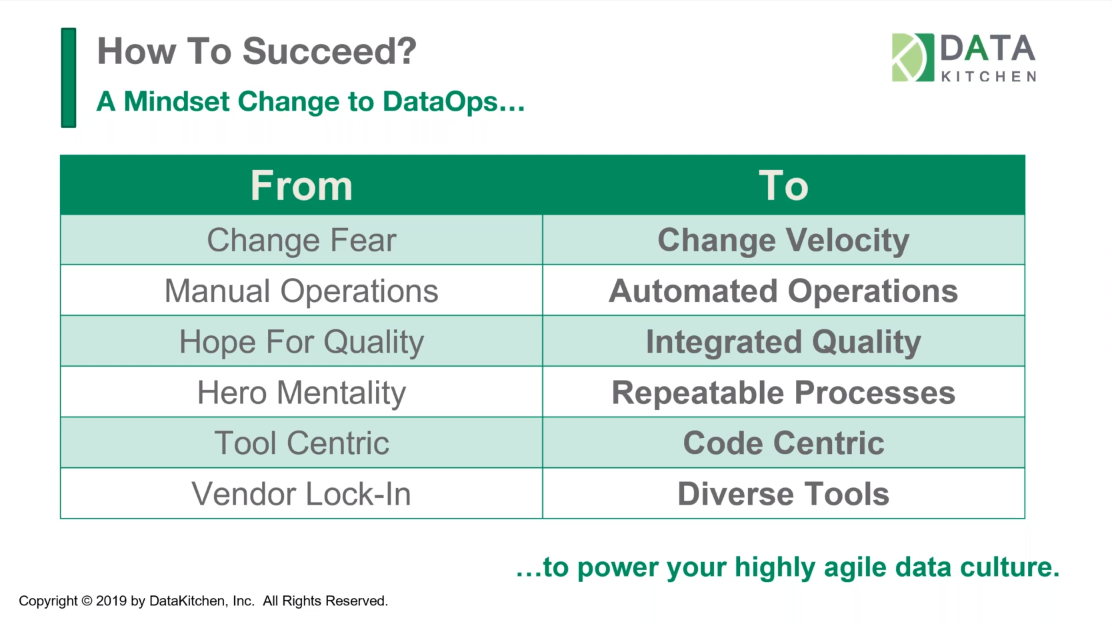 How To Succeed?
A Mindset Change to DataOps...
DATA
KITCHEN
From To
Change Fear Change Velocity
Manual Operations Automated Operations
Hope For Quality Integrated Quality
Hero Mentality Repeatable Processes
Tool Centric Code Centric
Vendor Lock-In Diverse Tools
...to power your highly agile data culture.
Copyright © 2019 by DataKitchen, Inc. All Rights Reserved.